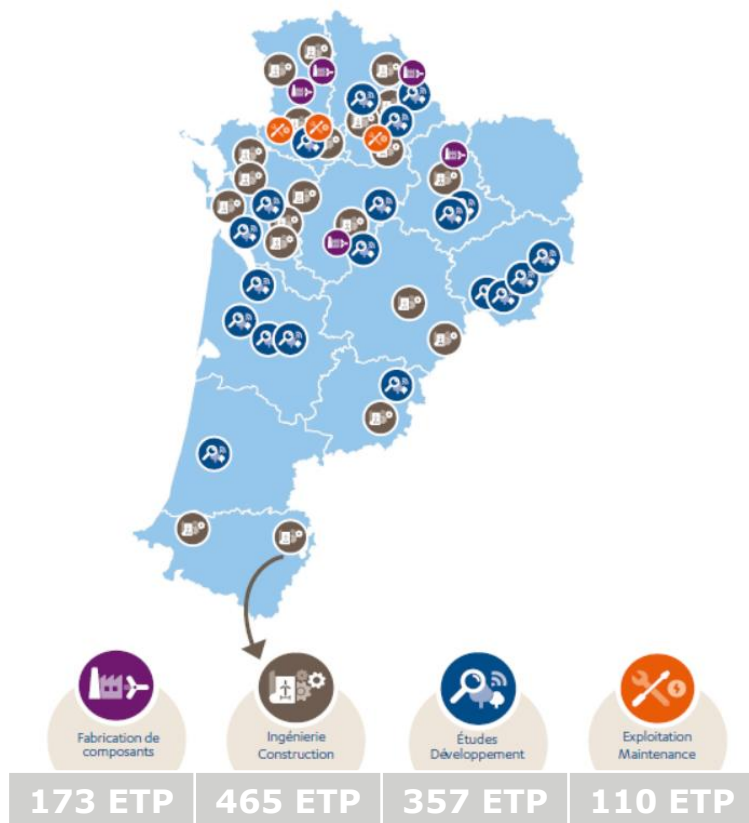 Fabrication de
composants
Ingénierie
Construction
Études
Développement
Exploitation
Maintenance
173 ETP
465 ETP
357 ETP
110 ETP